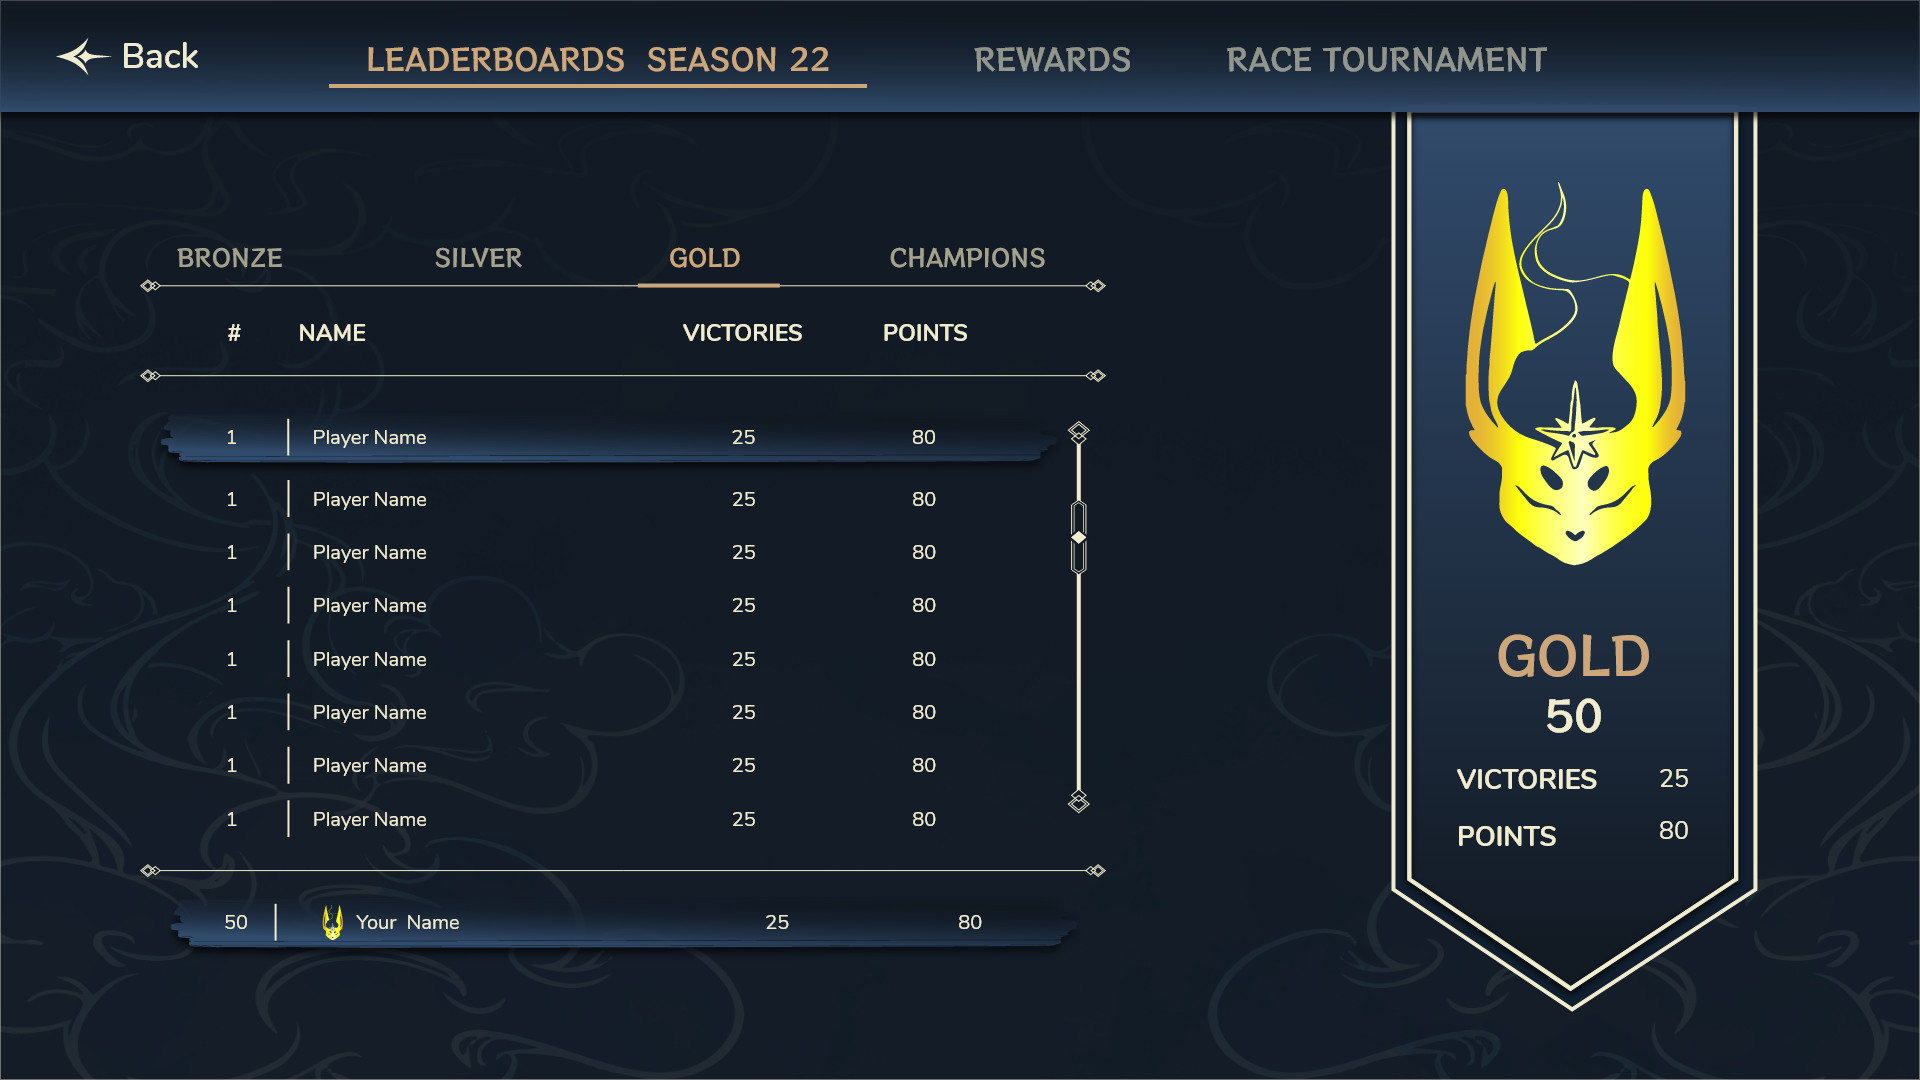 Back
LEADERBOARDS SEASON 22
REWARDS
RACE TOURNAMENT
BRONZE
SILVER
GOLD
CHAMPIONS
# NAME VICTORIES POINTS
1 Player Name 25 80
1 Player Name 25 80
1 Player Name 25 80
1 Player Name 25 80
1 Player Name 25 80
1 Player Name 25 80
1 Player Name 25 80
1 Player Name 25 80
50 Your Name 25 80
GOLD
50
VICTORIES 25
POINTS 80